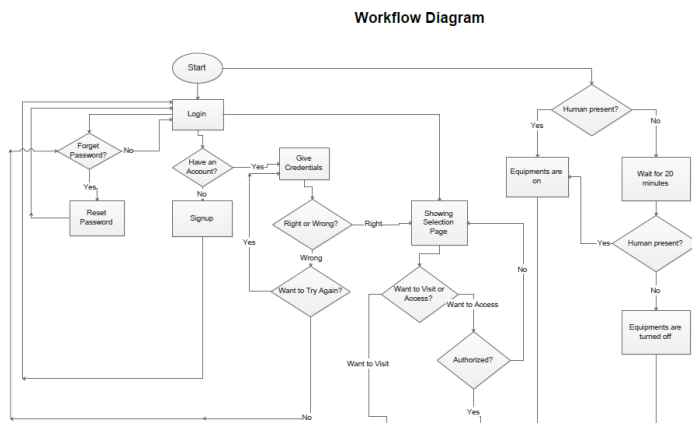 Workflow Diagram
Start
Login
Human present?
Yes
No
Forget
Password?
No
Yes
Have an
Account?
Yes
No
Give
Credentials
Equipments are
on
Wait for 20
minutes
Reset
Password
Signup
Right or Wrong?
Right
Wrong
Yes
Showing
Selection
Page
No
Human present?
Yes
No
Want to Try Again?
No
Want to Visit or
Access?
Want to Access
Want to Visit
Equipments are
turned off
Authorized?
Yes